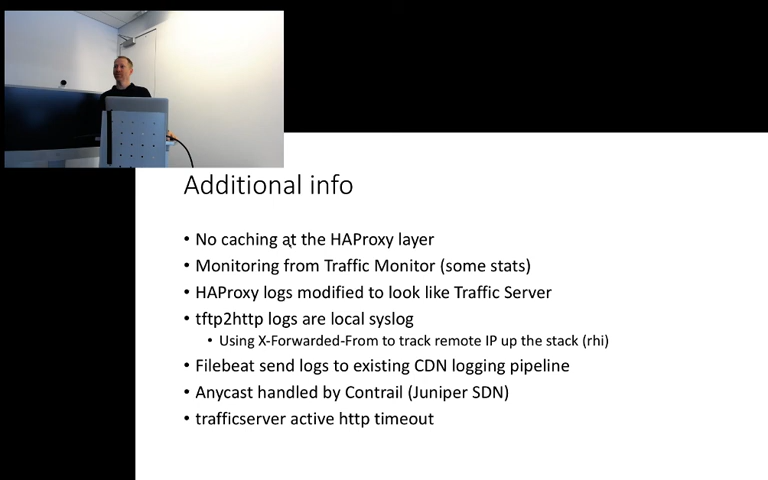 Additional info
• No caching at the HAProxy layer
• Monitoring from Traffic Monitor (some stats)
• HAProxy logs modified to look like Traffic Server
• tftp2http logs are local syslog
• Using X-Forwarded-From to track remote IP up the stack (rhi)
• Filebeat send logs to existing CDN logging pipeline
• Anycast handled by Contrail (Juniper SDN)
• trafficserver active http timeout